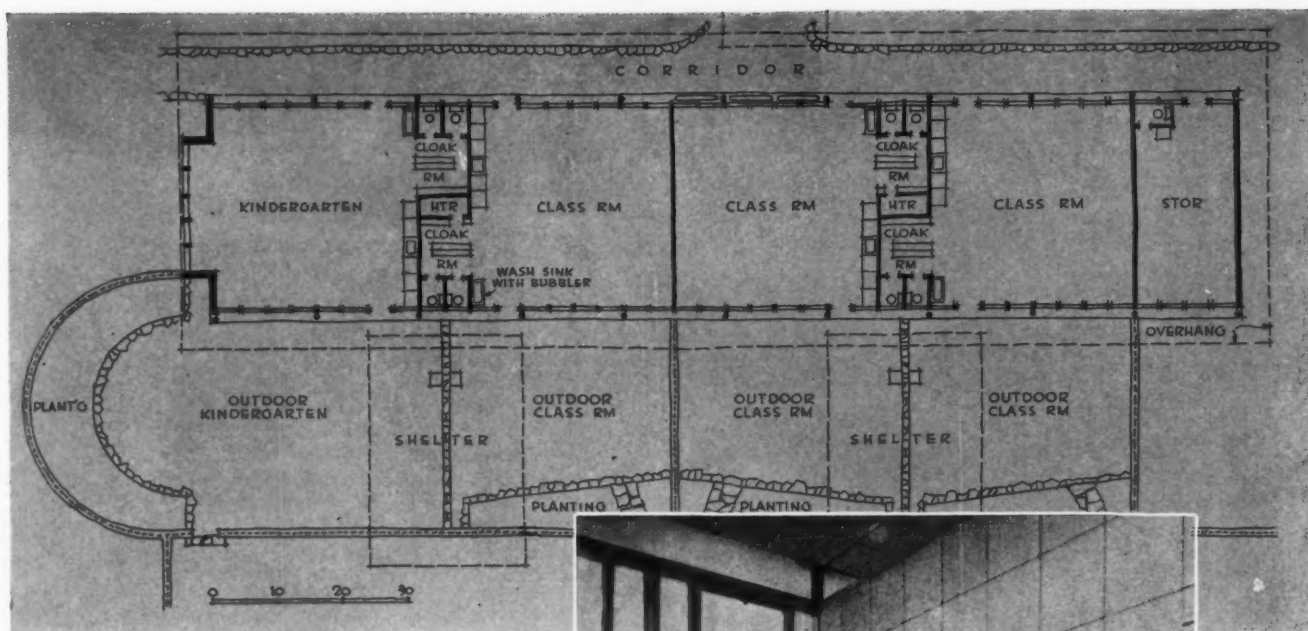 CORRIDOR
CLOAK
RM
HTR
CLOAK
RM
KINDERGARTEN
CLASS RM
CLASS RM
CLOAK
RM
HTR
CLOAK
RM
CLASS RM
STOR
WASH SINK
WITH BUBBLER
OVERHANG
PLANT'G
OUTDOOR
KINDERGARTEN
SHELTER
OUTDOOR
CLASS RM
OUTDOOR
CLASS RM
SHELTER
OUTDOOR
CLASS RM
PLANTING
PLANTING
0 10 20 30